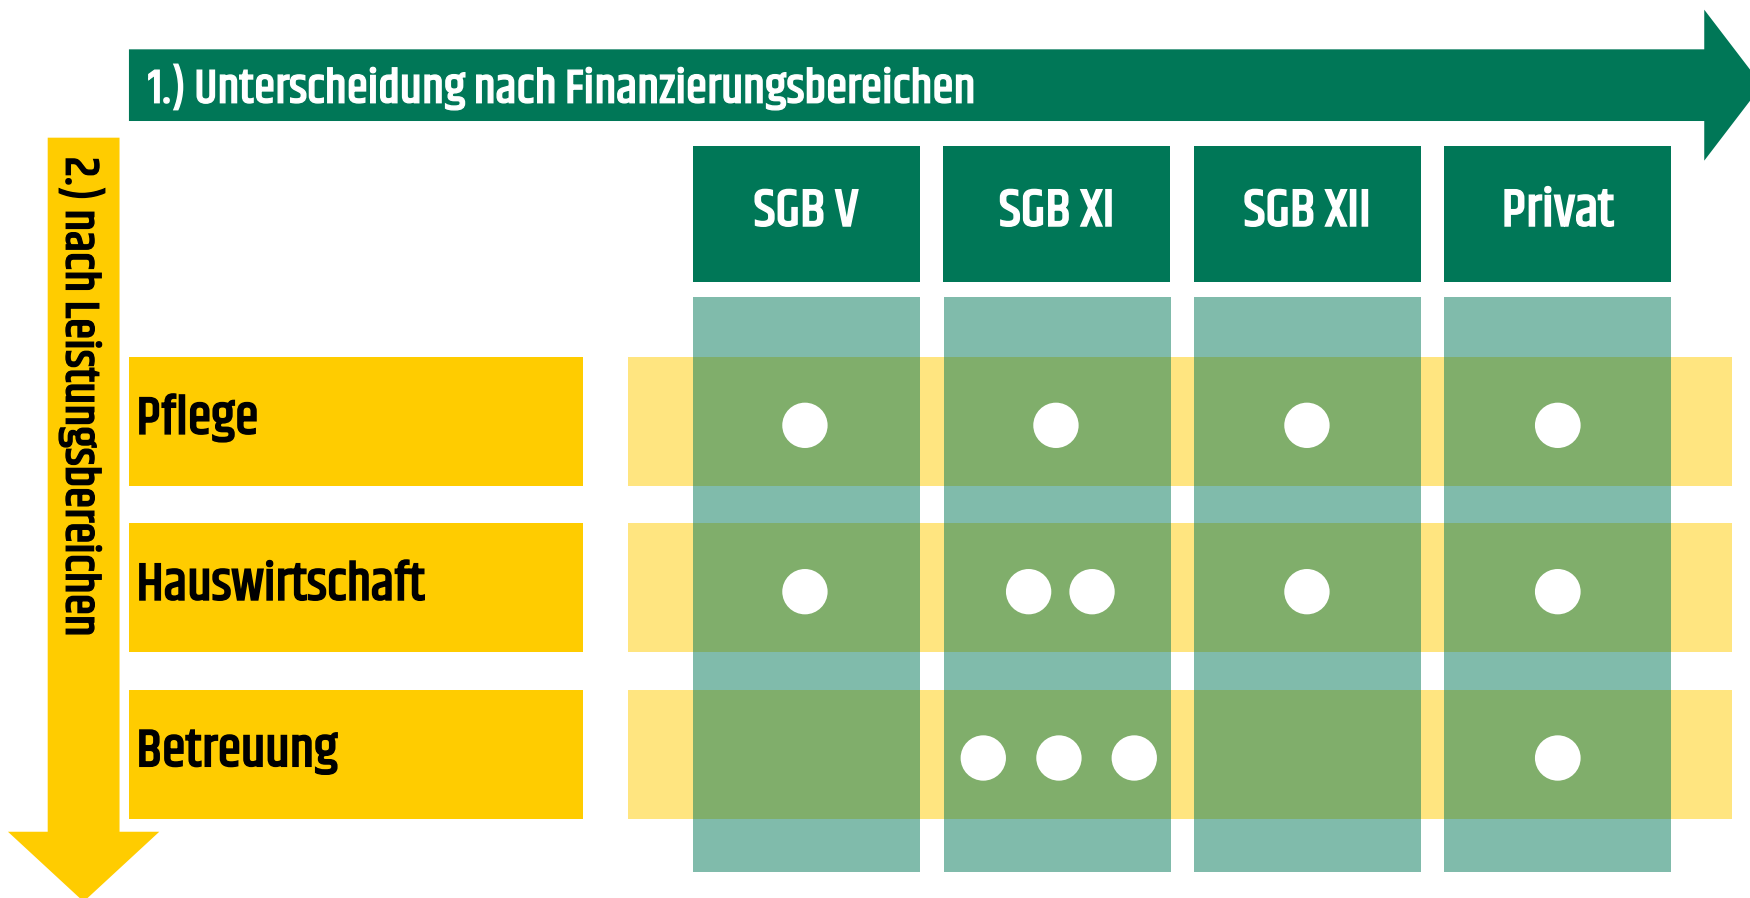 1.) Unterscheidung nach Finanzierungsbereichen
2.) nach Leistungsbereichen
SGB V
SGB XI
SGB XII
Privat
Pflege
Hauswirtschaft
Betreuung